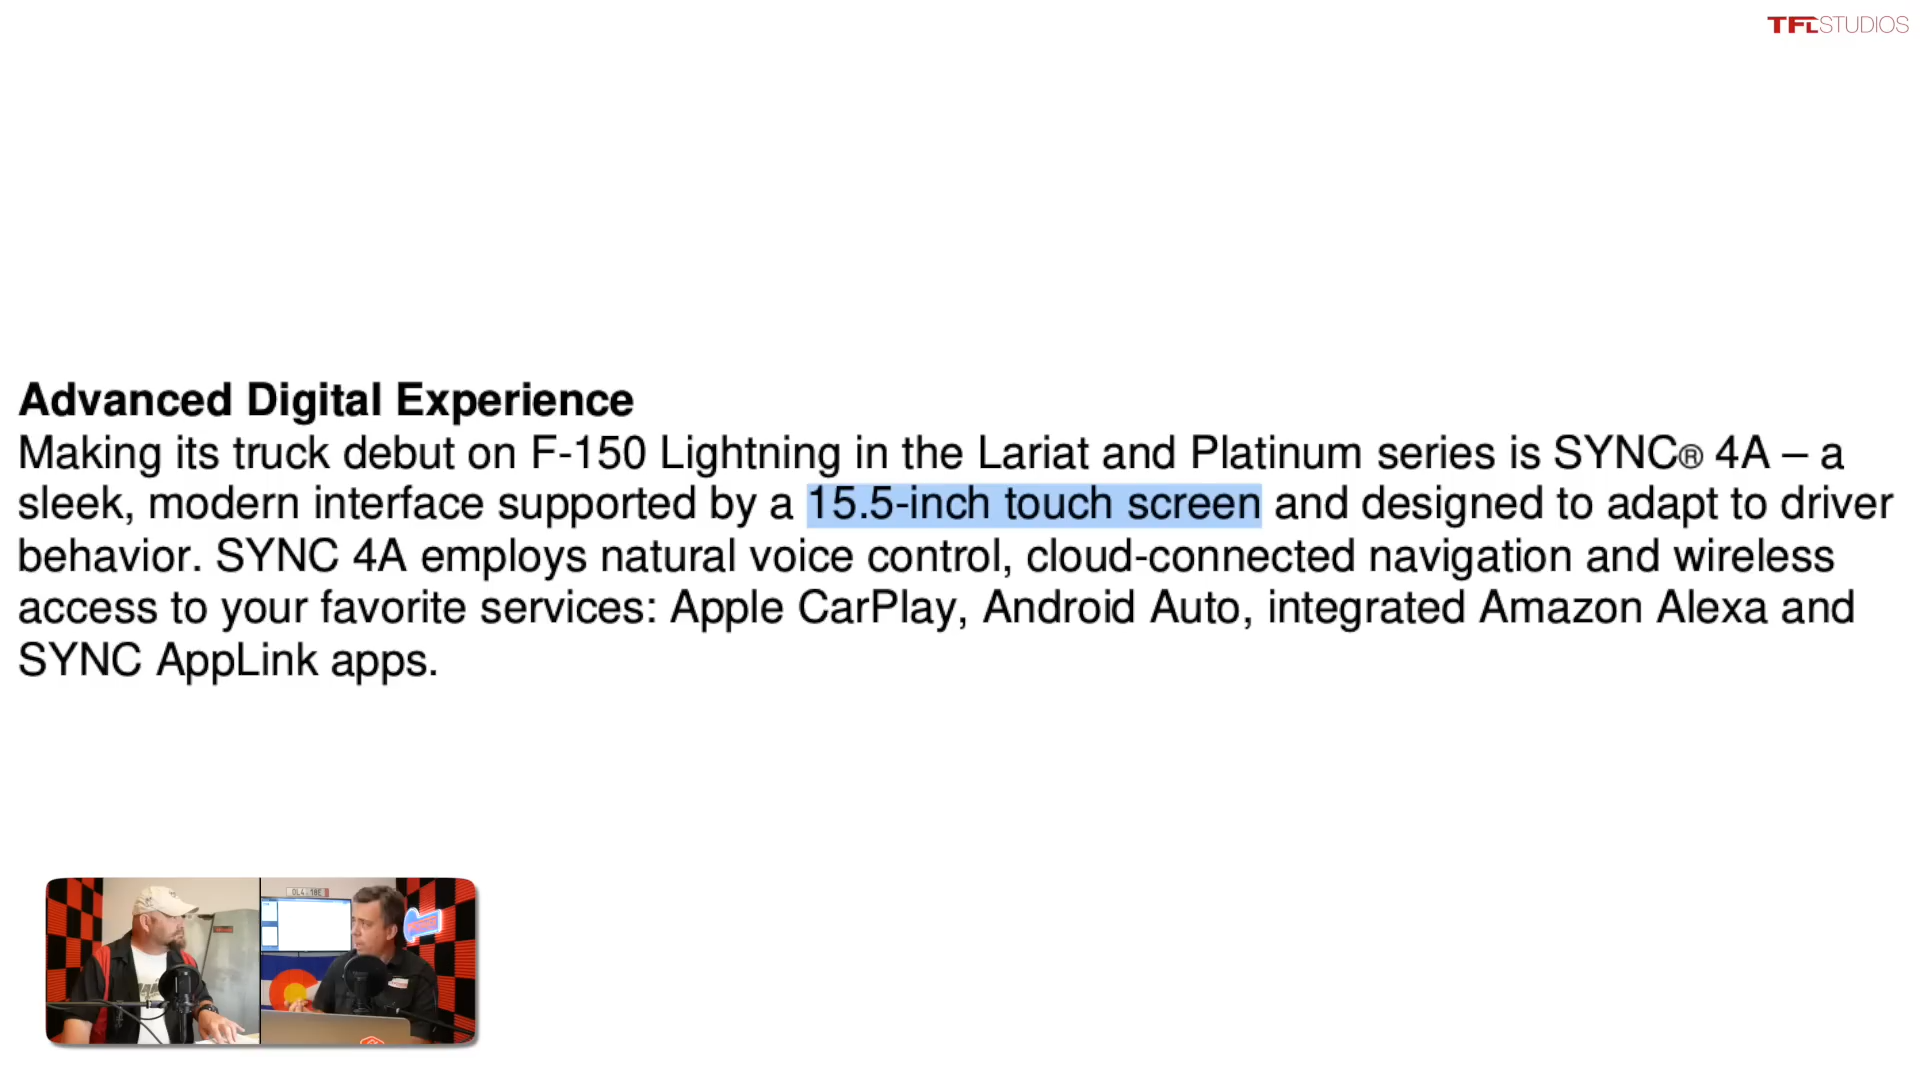 TFLSTUDIOS
Advanced Digital Experience
Making its truck debut on F-150 Lightning in the Lariat and Platinum series is SYNC® 4A – a
sleek, modern interface supported by a 15.5-inch touch screen and designed to adapt to driver
behavior. SYNC 4A employs natural voice control, cloud-connected navigation and wireless
access to your favorite services: Apple CarPlay, Android Auto, integrated Amazon Alexa and
SYNC AppLink apps.